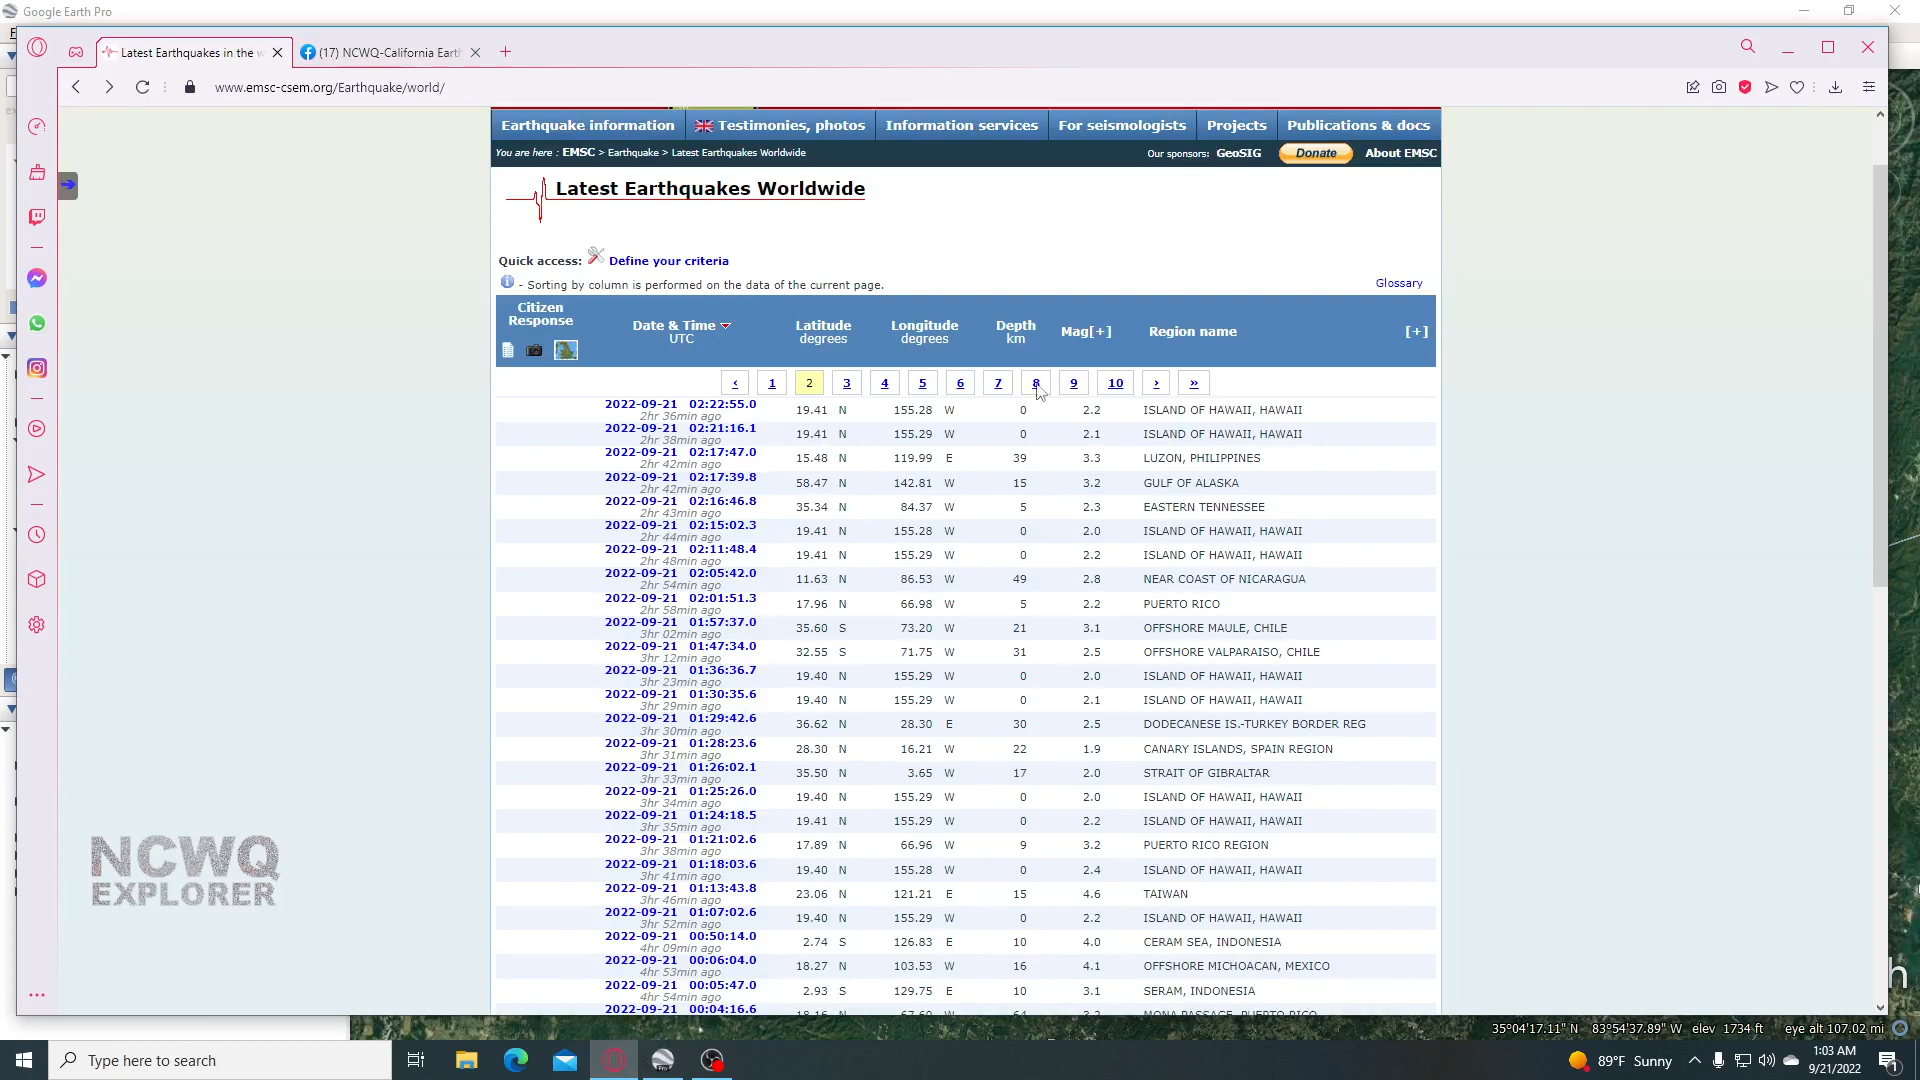 Google Earth Pro
Latest Earthquakes in the w
(17) NCWQ-California Earth
www.emsc-csem.org/Earthquake/world/
Earthquake information Testimonies, photos Information services For seismologists Projects Publications & docs
You are here : EMSC > Earthquake > Latest Earthquakes Worldwide
Our sponsors: GeoSIG Donate About EMSC
Latest Earthquakes Worldwide
Quick access: Define your criteria
- Sorting by column is performed on the data of the current page.
Glossary
Citizen Response Date & Time UTC Latitude degrees Longitude degrees Depth km Mag[+] Region name [+]
‹ 1 2 3 4 5 6 7 8 9 10 › »
2022-09-21 02:22:55.0 19.41 N 155.28 W 0 2.2 ISLAND OF HAWAII, HAWAII
2hr 36min ago
2022-09-21 02:21:16.1 19.41 N 155.29 W 0 2.1 ISLAND OF HAWAII, HAWAII
2hr 38min ago
2022-09-21 02:17:47.0 15.48 N 119.99 E 39 3.3 LUZON, PHILIPPINES
2hr 42min ago
2022-09-21 02:17:39.8 58.47 N 142.81 W 15 3.2 GULF OF ALASKA
2hr 42min ago
2022-09-21 02:16:46.8 35.34 N 84.37 W 5 2.3 EASTERN TENNESSEE
2hr 43min ago
2022-09-21 02:15:02.3 19.41 N 155.28 W 0 2.0 ISLAND OF HAWAII, HAWAII
2hr 44min ago
2022-09-21 02:11:48.4 19.41 N 155.29 W 0 2.2 ISLAND OF HAWAII, HAWAII
2hr 48min ago
2022-09-21 02:05:42.0 11.63 N 86.53 W 49 2.8 NEAR COAST OF NICARAGUA
2hr 54min ago
2022-09-21 02:01:51.3 17.96 N 66.98 W 5 2.2 PUERTO RICO
2hr 58min ago
2022-09-21 01:57:37.0 35.60 S 73.20 W 21 3.1 OFFSHORE MAULE, CHILE
3hr 02min ago
2022-09-21 01:47:34.0 32.55 S 71.75 W 31 2.5 OFFSHORE VALPARAISO, CHILE
3hr 12min ago
2022-09-21 01:36:36.7 19.40 N 155.29 W 0 2.0 ISLAND OF HAWAII, HAWAII
3hr 23min ago
2022-09-21 01:30:35.6 19.40 N 155.29 W 0 2.1 ISLAND OF HAWAII, HAWAII
3hr 29min ago
2022-09-21 01:29:42.6 36.62 N 28.30 E 30 2.5 DODECANESE IS.-TURKEY BORDER REG
3hr 30min ago
2022-09-21 01:28:23.6 28.30 N 16.21 W 22 1.9 CANARY ISLANDS, SPAIN REGION
3hr 31min ago
2022-09-21 01:26:02.1 35.50 N 3.65 W 17 2.0 STRAIT OF GIBRALTAR
3hr 33min ago
2022-09-21 01:25:26.0 19.40 N 155.29 W 0 2.0 ISLAND OF HAWAII, HAWAII
3hr 34min ago
2022-09-21 01:24:18.5 19.41 N 155.29 W 0 2.2 ISLAND OF HAWAII, HAWAII
3hr 35min ago
2022-09-21 01:21:02.6 17.89 N 66.96 W 9 3.2 PUERTO RICO REGION
3hr 38min ago
2022-09-21 01:18:03.6 19.40 N 155.28 W 0 2.4 ISLAND OF HAWAII, HAWAII
3hr 41min ago
2022-09-21 01:13:43.8 23.06 N 121.21 E 15 4.6 TAIWAN
3hr 46min ago
2022-09-21 01:07:02.6 19.40 N 155.29 W 0 2.2 ISLAND OF HAWAII, HAWAII
3hr 52min ago
2022-09-21 00:50:14.0 2.74 S 126.83 E 10 4.0 CERAM SEA, INDONESIA
4hr 09min ago
2022-09-21 00:06:04.0 18.27 N 103.53 W 16 4.1 OFFSHORE MICHOACAN, MEXICO
4hr 53min ago
2022-09-21 00:05:47.0 2.93 S 129.75 E 10 3.1 SERAM, INDONESIA
4hr 54min ago
2022-09-21 00:04:16.6 18.16 N 67.60 W 64 3.2 MONA PASSAGE, PUERTO RICO
NCWQ
EXPLORER
35°04'17.11" N 83°54'37.89" W elev 1734 ft eye alt 107.02 mi
Type here to search
89°F Sunny
1:03 AM
9/21/2022
1